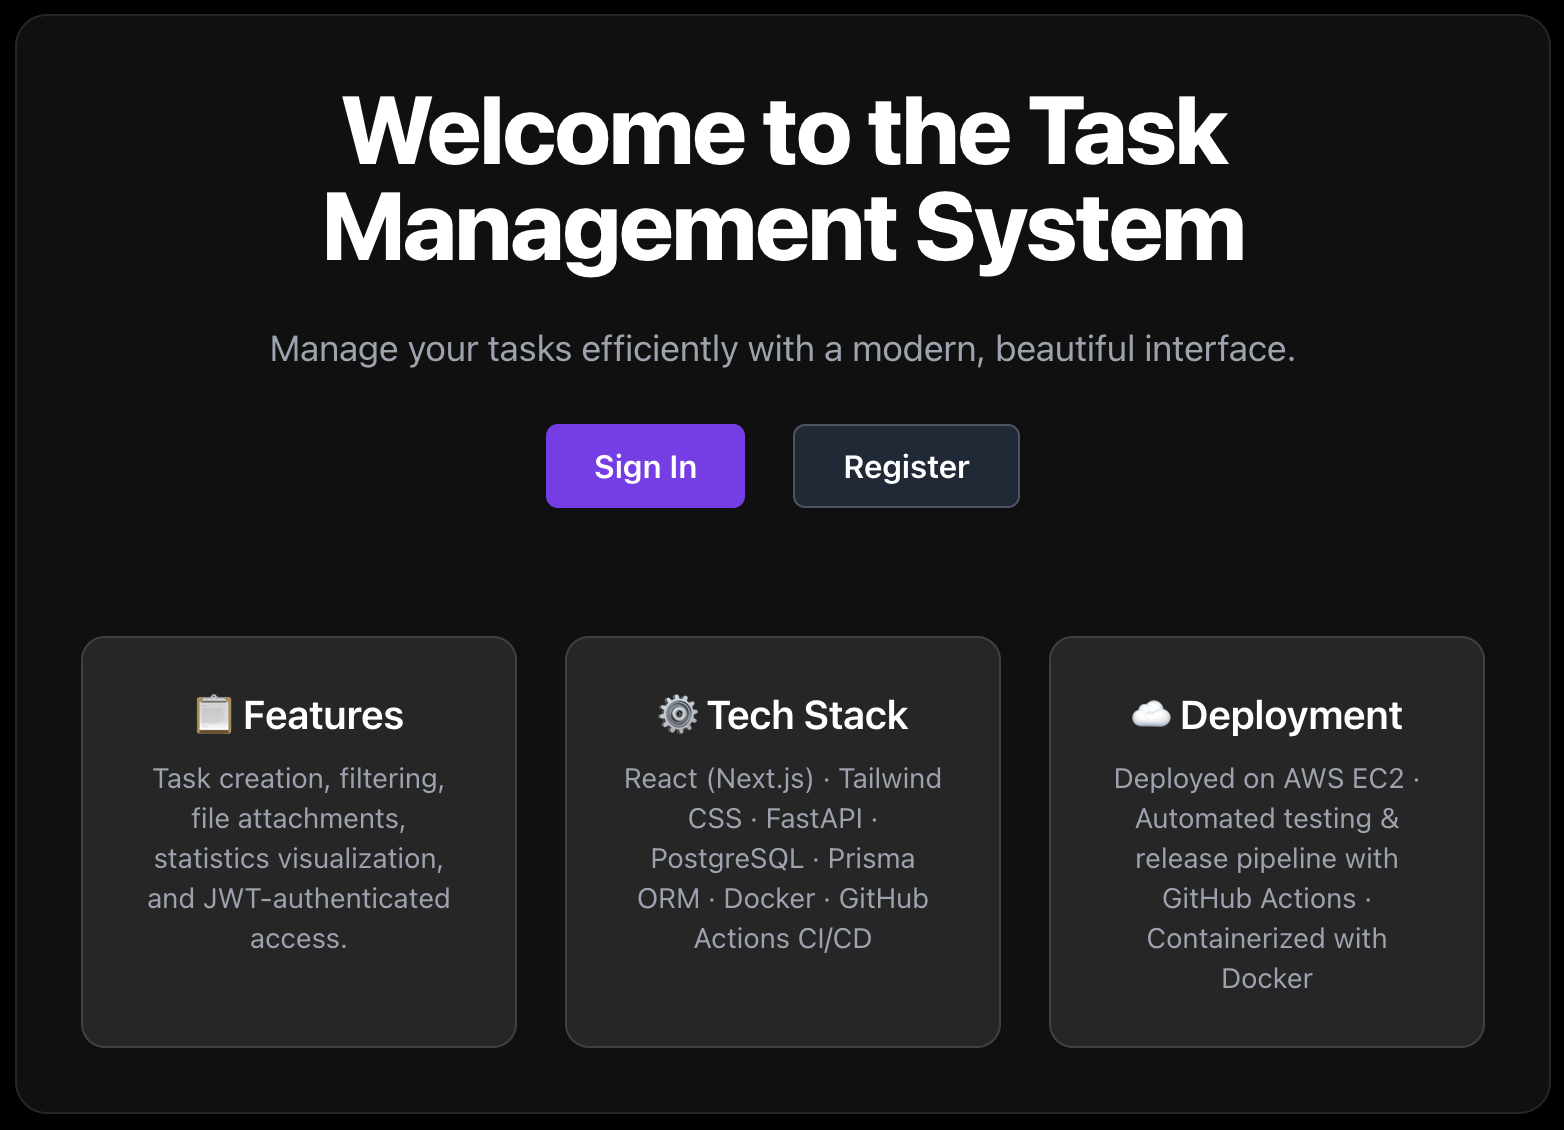 Welcome to the Task
Management System
Manage your tasks efficiently with a modern, beautiful interface.
Sign In
Register
📋 Features
Task creation, filtering,
file attachments,
statistics visualization,
and JWT-authenticated
access.
⚙️ Tech Stack
React (Next.js) · Tailwind
CSS · FastAPI ·
PostgreSQL · Prisma
ORM · Docker · GitHub
Actions CI/CD
☁️ Deployment
Deployed on AWS EC2 ·
Automated testing &
release pipeline with
GitHub Actions ·
Containerized with
Docker